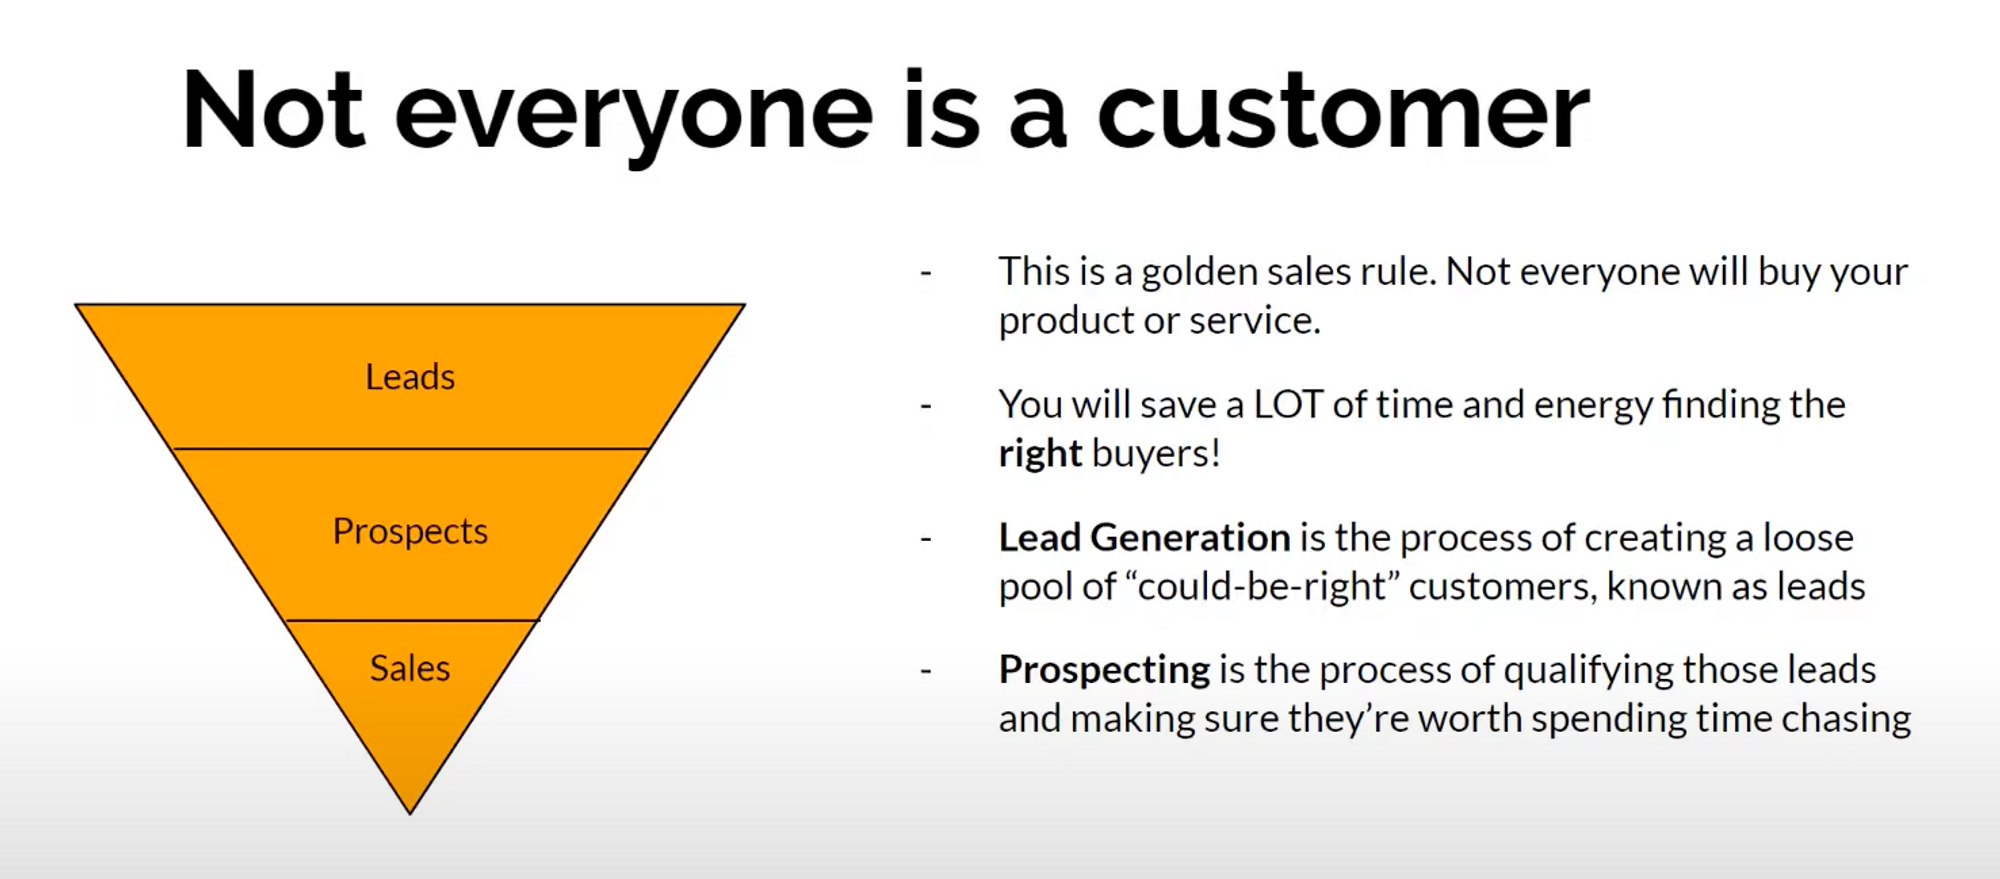 Not everyone is a customer
Leads
Prospects
Sales
- This is a golden sales rule. Not everyone will buy your
product or service.
- You will save a LOT of time and energy finding the
right buyers!
- Lead Generation is the process of creating a loose
pool of “could-be-right” customers, known as leads
- Prospecting is the process of qualifying those leads
and making sure they’re worth spending time chasing